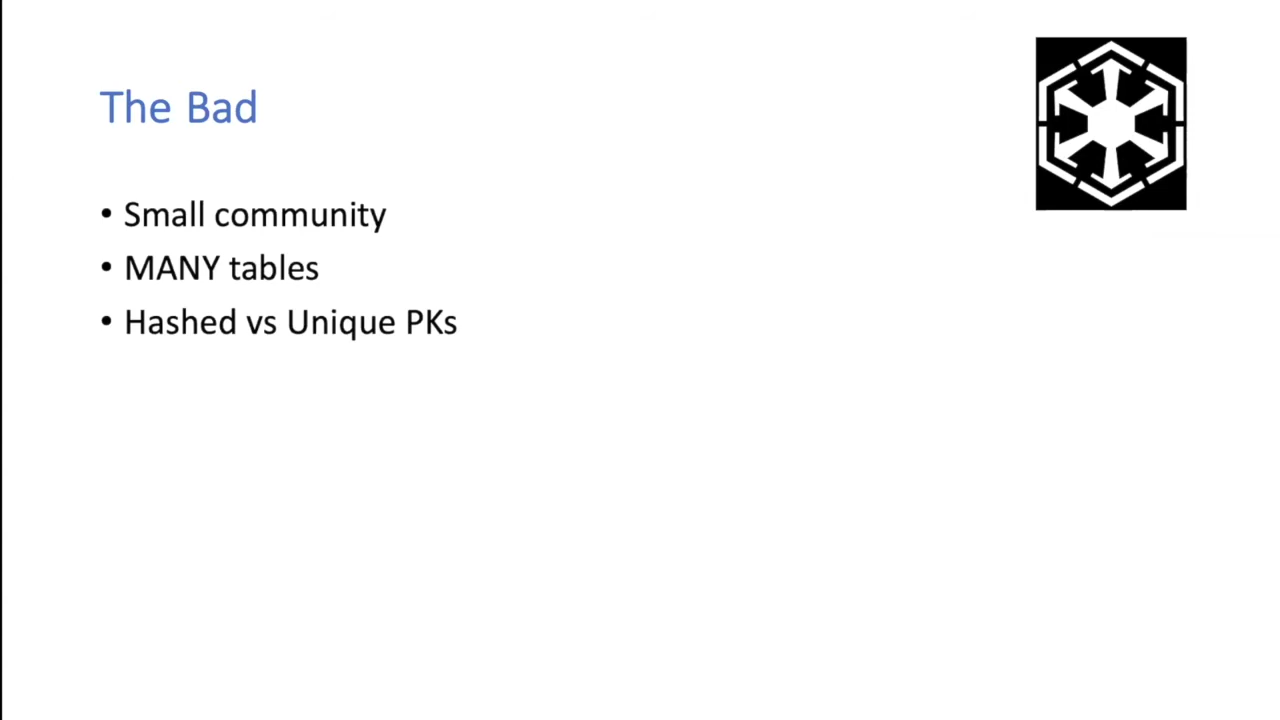 The Bad
• Small community
• MANY tables
• Hashed vs Unique PKs